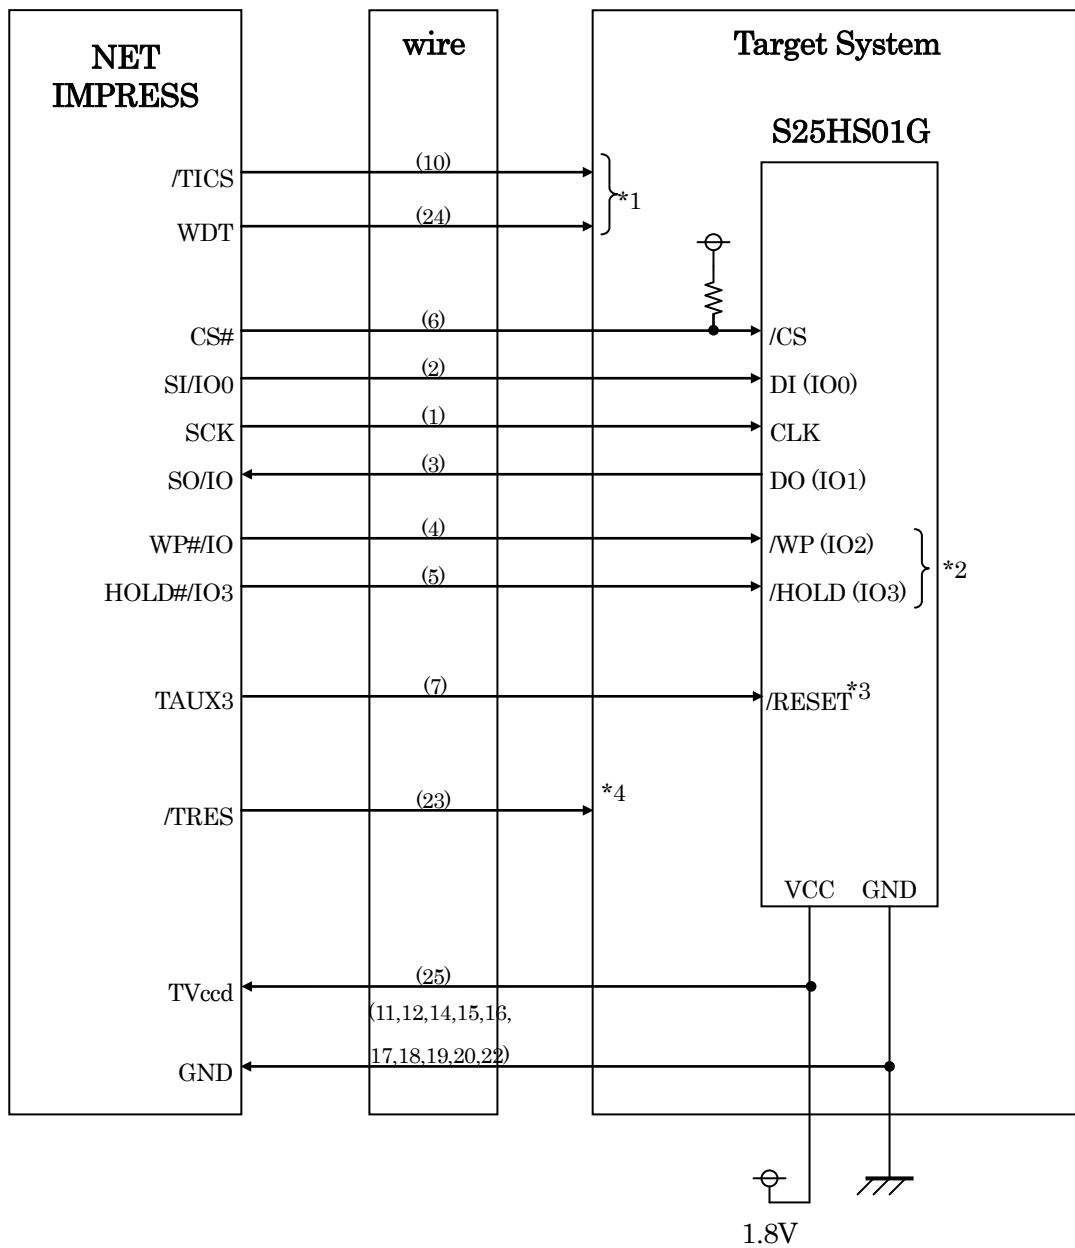 NET
IMPRESS
wire
Target System
S25HS01G
/TICS
(10)
*1
WDT
(24)
CS#
(6)
/CS
SI/IO0
(2)
DI (IO0)
SCK
(1)
CLK
SO/IO
(3)
DO (IO1)
WP#/IO
(4)
/WP (IO2)
*2
HOLD#/IO3
(5)
/HOLD (IO3)
TAUX3
(7)
/RESET*3
/TRES
(23)
*4
VCC GND
TVccd
(25)
(11,12,14,15,16,
17,18,19,20,22)
GND
1.8V